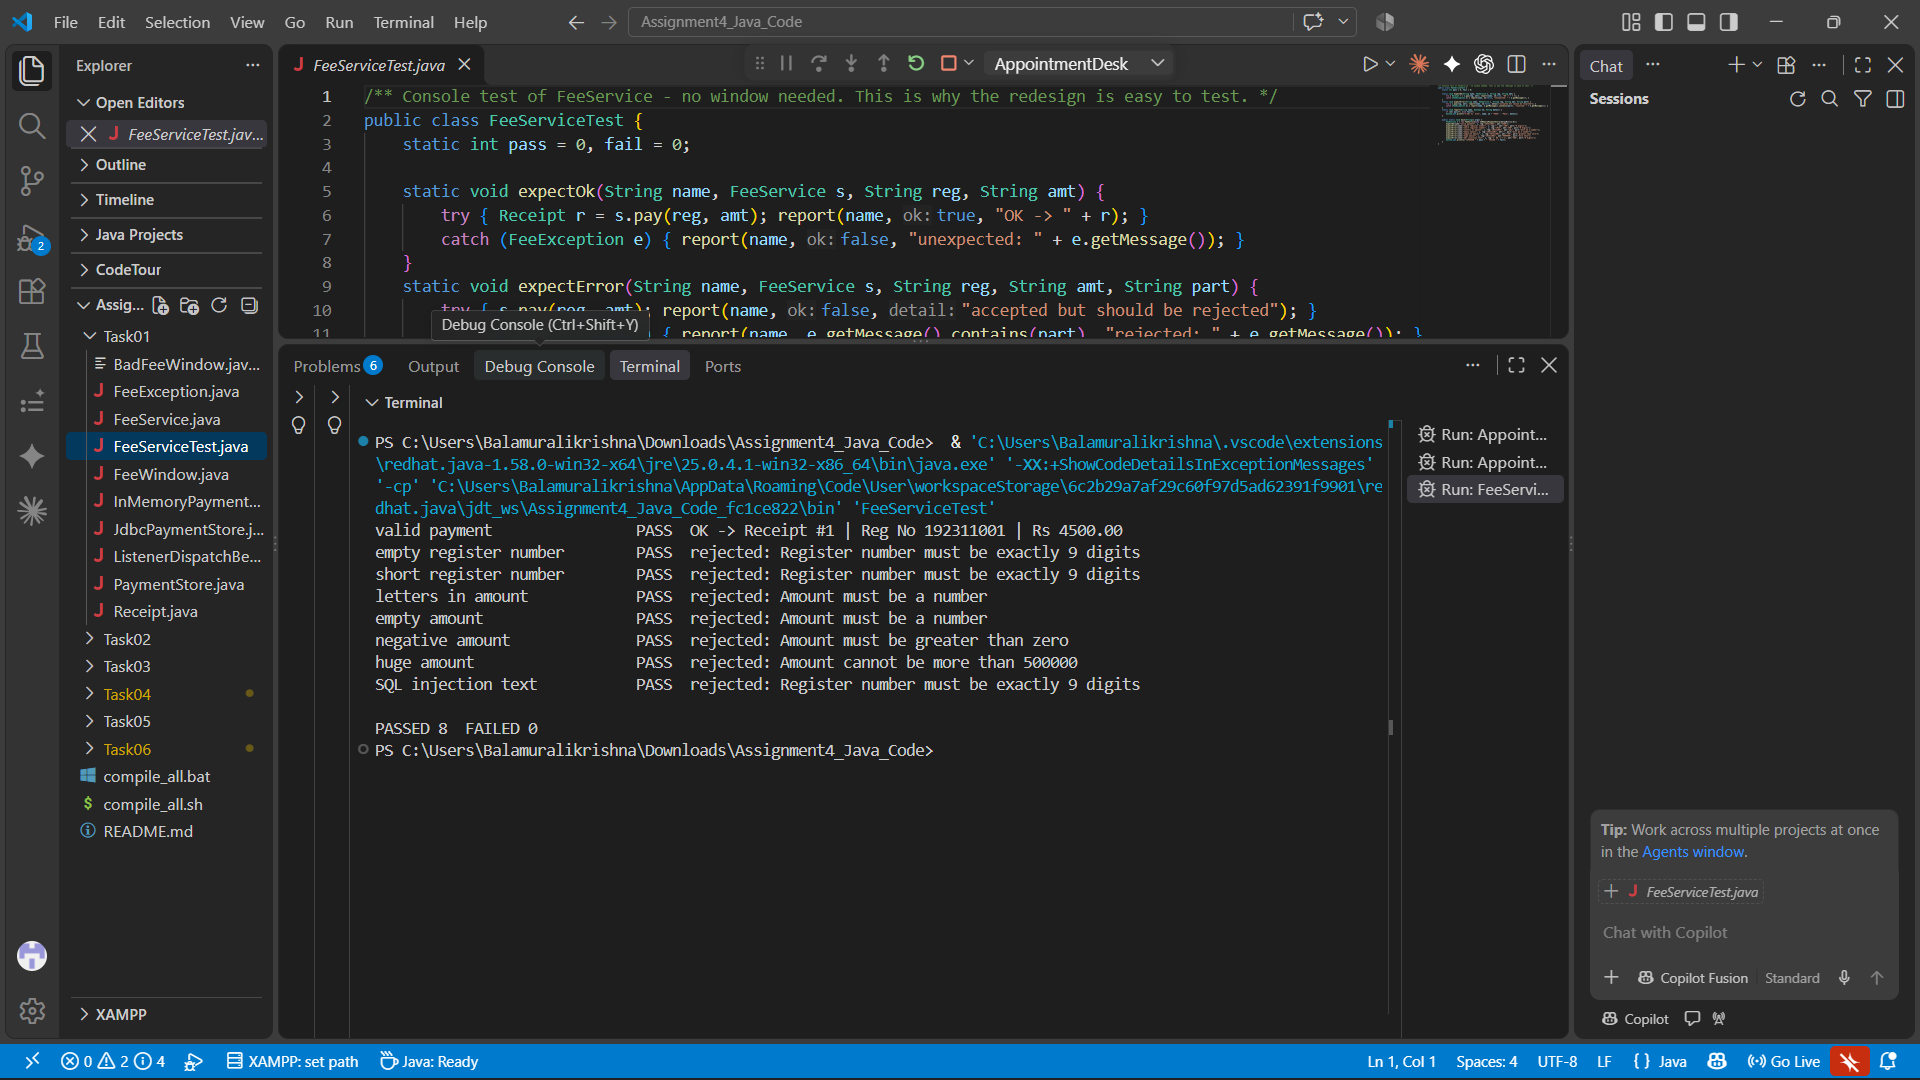 File Edit Selection View Go Run Terminal Help
Assignment4_Java_Code
Explorer
Open Editors
FeeServiceTest.jav...
Outline
Timeline
Java Projects
CodeTour
Assig...
Task01
BadFeeWindow.jav...
FeeException.java
FeeService.java
FeeServiceTest.java
FeeWindow.java
InMemoryPayment...
JdbcPaymentStore.j...
ListenerDispatchBe...
PaymentStore.java
Receipt.java
Task02
Task03
Task04
Task05
Task06
compile_all.bat
compile_all.sh
README.md
XAMPP
2
FeeServiceTest.java
AppointmentDesk
1 /** Console test of FeeService - no window needed. This is why the redesign is easy to test. */
2 public class FeeServiceTest {
3 static int pass = 0, fail = 0;
4
5 static void expectOk(String name, FeeService s, String reg, String amt) {
6 try { Receipt r = s.pay(reg, amt); report(name, ok: true, "OK -> " + r); }
7 catch (FeeException e) { report(name, ok: false, "unexpected: " + e.getMessage()); }
8 }
9 static void expectError(String name, FeeService s, String reg, String amt, String part) {
10 try { s.pay(reg, amt); report(name, ok: false, detail: "accepted but should be rejected"); }
11 { report(name, e.getMessage().contains(part), "rejected: " + e.getMessage()); }
Debug Console (Ctrl+Shift+Y)
Problems 6 Output Debug Console Terminal Ports
Terminal
PS C:\Users\Balamuralikrishna\Downloads\Assignment4_Java_Code> & 'C:\Users\Balamuralikrishna\.vscode\extensions
\redhat.java-1.58.0-win32-x64\jre\25.0.4.1-win32-x86_64\bin\java.exe' '-XX:+ShowCodeDetailsInExceptionMessages'
'-cp' 'C:\Users\Balamuralikrishna\AppData\Roaming\Code\User\workspaceStorage\6c2b29a7af29c60f97d5ad62391f9901\re
dhat.java\jdt_ws\Assignment4_Java_Code_fc1ce822\bin' 'FeeServiceTest'
valid payment PASS OK -> Receipt #1 | Reg No 192311001 | Rs 4500.00
empty register number PASS rejected: Register number must be exactly 9 digits
short register number PASS rejected: Register number must be exactly 9 digits
letters in amount PASS rejected: Amount must be a number
empty amount PASS rejected: Amount must be a number
negative amount PASS rejected: Amount must be greater than zero
huge amount PASS rejected: Amount cannot be more than 500000
SQL injection text PASS rejected: Register number must be exactly 9 digits
PASSED 8 FAILED 0
PS C:\Users\Balamuralikrishna\Downloads\Assignment4_Java_Code>
Run: Appoint...
Run: Appoint...
Run: FeeServi...
Chat
Sessions
Tip: Work across multiple projects at once
in the Agents window.
FeeServiceTest.java
Chat with Copilot
Copilot Fusion Standard
Copilot
0 2 4 XAMPP: set path Java: Ready
Ln 1, Col 1 Spaces: 4 UTF-8 LF {} Java Go Live